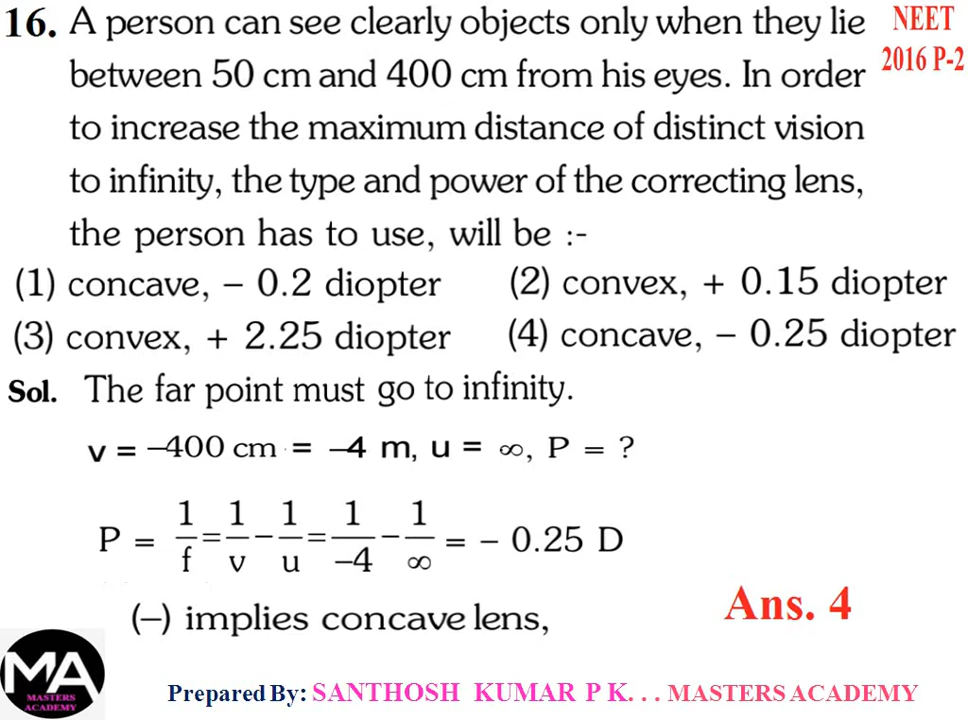 16. A person can see clearly objects only when they lie NEET
between 50 cm and 400 cm from his eyes. In order 2016 P-2
to increase the maximum distance of distinct vision
to infinity, the type and power of the correcting lens,
the person has to use, will be :-
(1) concave, – 0.2 diopter (2) convex, + 0.15 diopter
(3) convex, + 2.25 diopter (4) concave, – 0.25 diopter
Sol. The far point must go to infinity.
v = –400 cm = –4 m, u = ∞, P = ?
P = 1/f = 1/v – 1/u = 1/–4 – 1/∞ = – 0.25 D
(–) implies concave lens, Ans. 4
MA
MASTERS
ACADEMY
Prepared By: SANTHOSH KUMAR P K. . . MASTERS ACADEMY